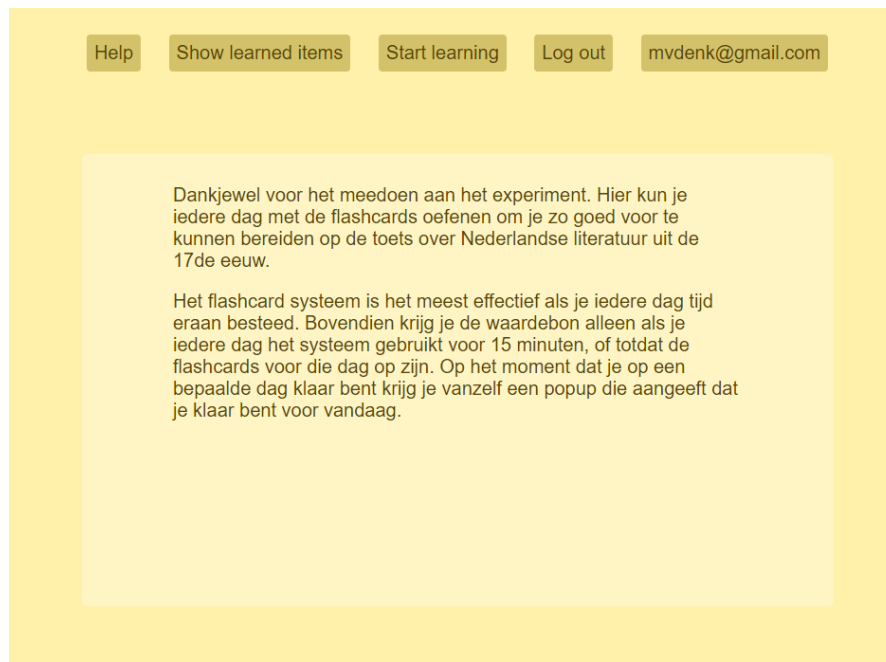 Help Show learned items Start learning Log out mvdenk@gmail.com
Dankjewel voor het meedoen aan het experiment. Hier kun je
iedere dag met de flashcards oefenen om je zo goed voor te
kunnen bereiden op de toets over Nederlandse literatuur uit de
17de eeuw.
Het flashcard systeem is het meest effectief als je iedere dag tijd
eraan besteed. Bovendien krijg je de waardebon alleen als je
iedere dag het systeem gebruikt voor 15 minuten, of totdat de
flashcards voor die dag op zijn. Op het moment dat je op een
bepaalde dag klaar bent krijg je vanzelf een popup die aangeeft dat
je klaar bent voor vandaag.